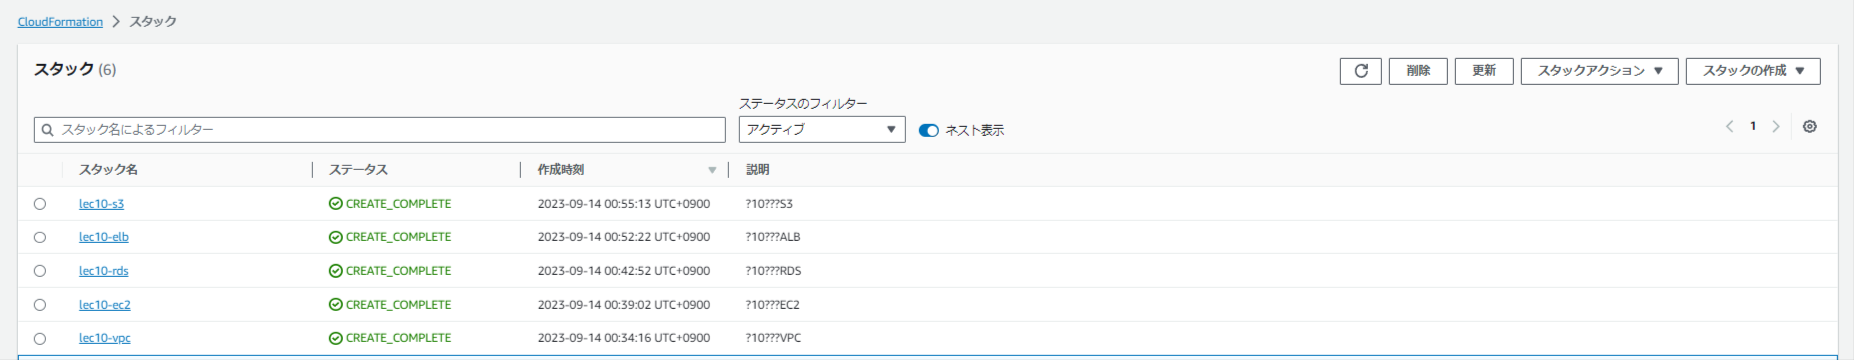 CloudFormation > スタック
スタック (6)
削除 更新 スタックアクション ▼ スタックの作成 ▼
ステータスのフィルター
スタック名によるフィルター アクティブ ▼ ネスト表示 < 1 >
スタック名 ステータス 作成時刻 ▼ 説明
lec10-s3 CREATE_COMPLETE 2023-09-14 00:55:13 UTC+0900 ?10???S3
lec10-elb CREATE_COMPLETE 2023-09-14 00:52:22 UTC+0900 ?10???ALB
lec10-rds CREATE_COMPLETE 2023-09-14 00:42:52 UTC+0900 ?10???RDS
lec10-ec2 CREATE_COMPLETE 2023-09-14 00:39:02 UTC+0900 ?10???EC2
lec10-vpc CREATE_COMPLETE 2023-09-14 00:34:16 UTC+0900 ?10???VPC